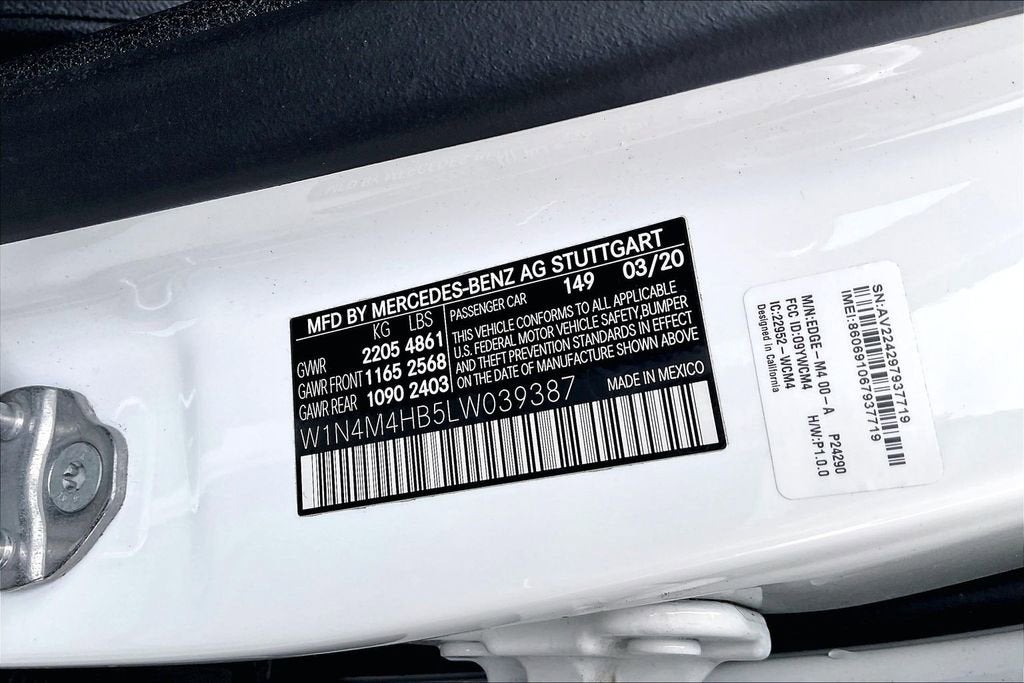 MFD BY MERCEDES-BENZ AG STUTTGART
KG LBS
GVWR 2205 4861
GAWR FRONT 1165 2568
GAWR REAR 1090 2403
PASSENGER CAR 149 03/20
THIS VEHICLE CONFORMS TO ALL APPLICABLE
U.S. FEDERAL MOTOR VEHICLE SAFETY,BUMPER
AND THEFT PREVENTION STANDARDS IN EFFECT
ON THE DATE OF MANUFACTURE SHOWN ABOVE
W1N4M4HB5LW039387 MADE IN MEXICO
SN:AV224297937719
IMEI:860691067937719
M/N:EDGE-M4 00-A P24290
FCC ID:09YWCM4 H/W:P1.0.0
IC:22952-WCM4
Designed in California